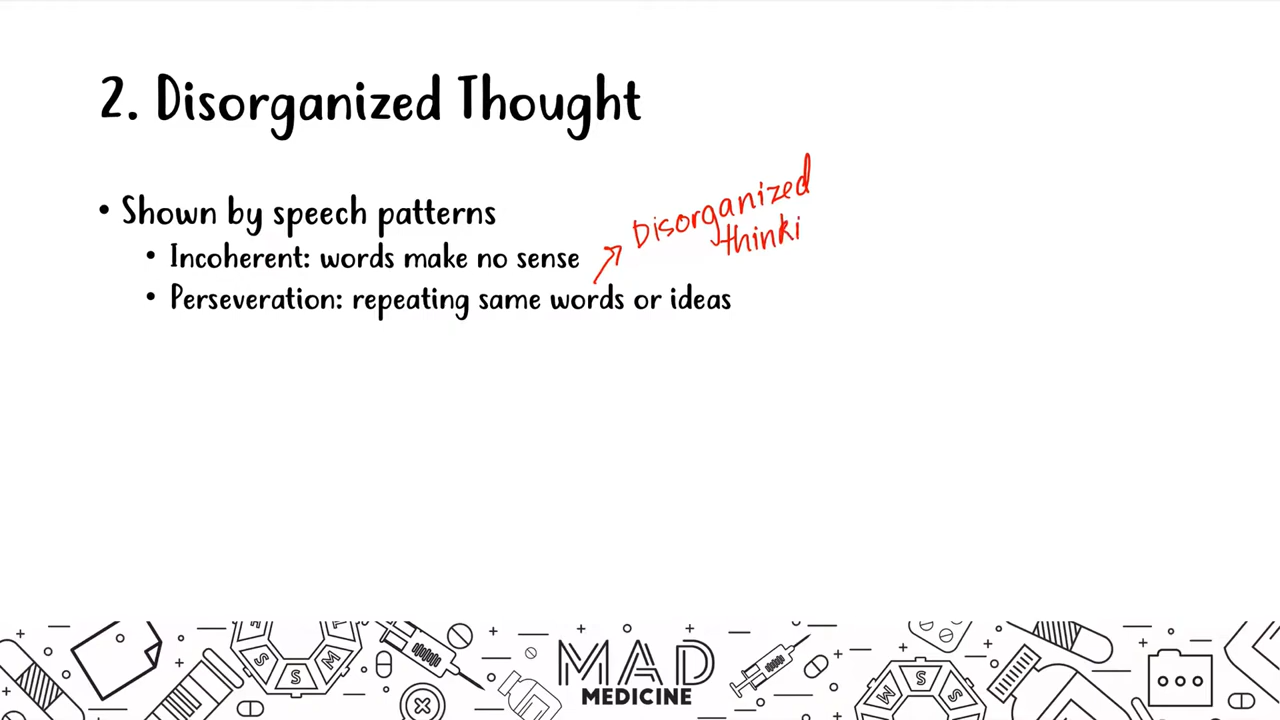 2. Disorganized Thought
• Shown by speech patterns
• Incoherent: words make no sense
• Perseveration: repeating same words or ideas
Disorganized
thinki
MAD
MEDICINE
S S M
M S S